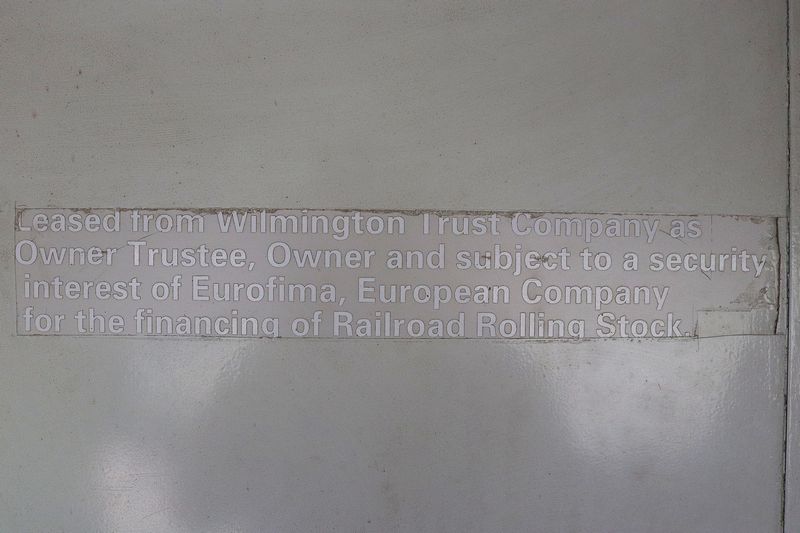 Leased from Wilmington Trust Company as
Owner Trustee, Owner and subject to a security
interest of Eurofima, European Company
for the financing of Railroad Rolling Stock.